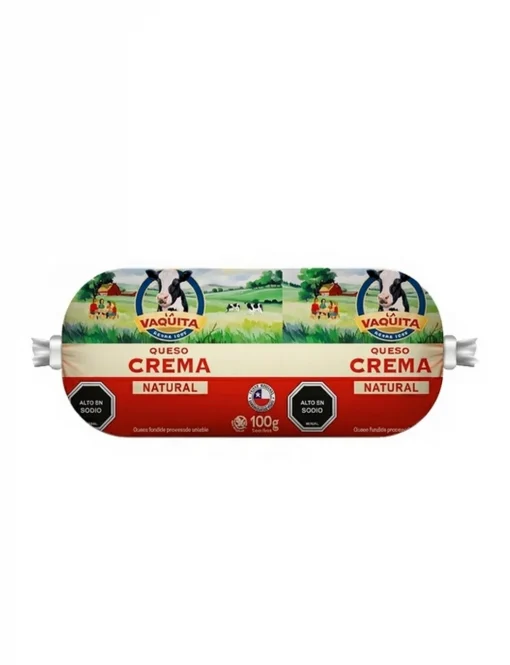 LA
VAQUITA
QUESO
CREMA
NATURAL
ALTO EN
SODIO
100g
LA
VAQUITA
QUESO
CREMA
NATURAL
ALTO EN
SODIO